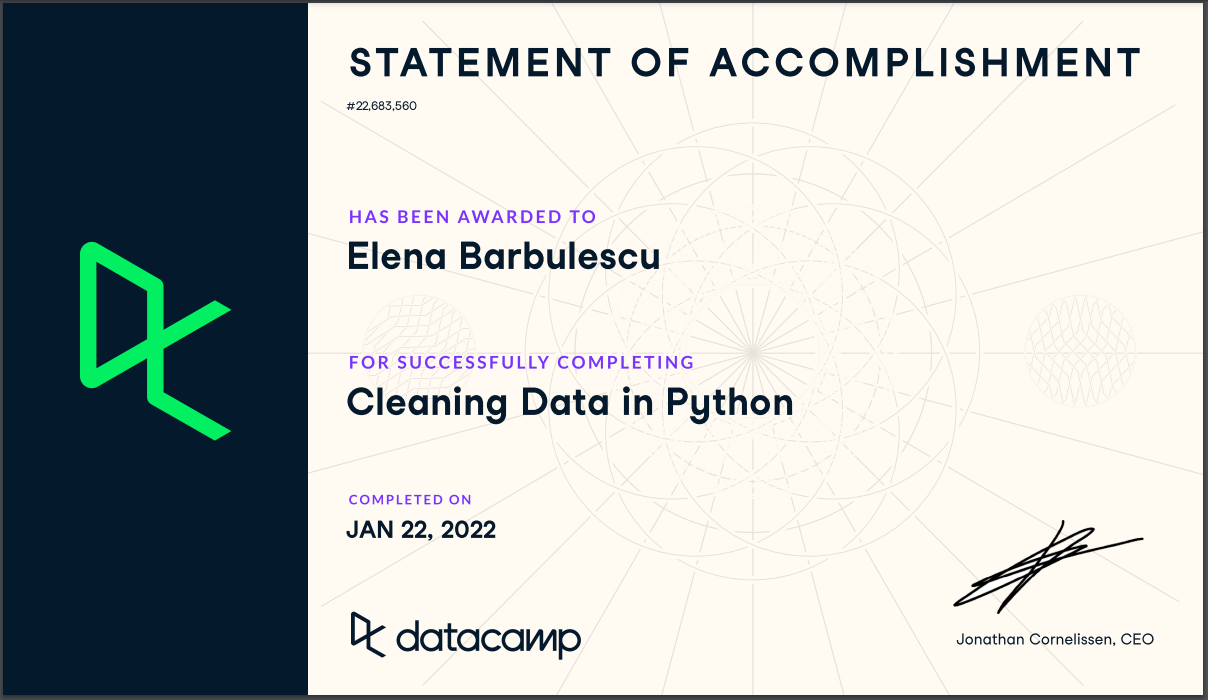 STATEMENT OF ACCOMPLISHMENT
#22,683,560
HAS BEEN AWARDED TO
Elena Barbulescu
FOR SUCCESSFULLY COMPLETING
Cleaning Data in Python
COMPLETED ON
JAN 22, 2022
datacamp
Jonathan Cornelissen, CEO